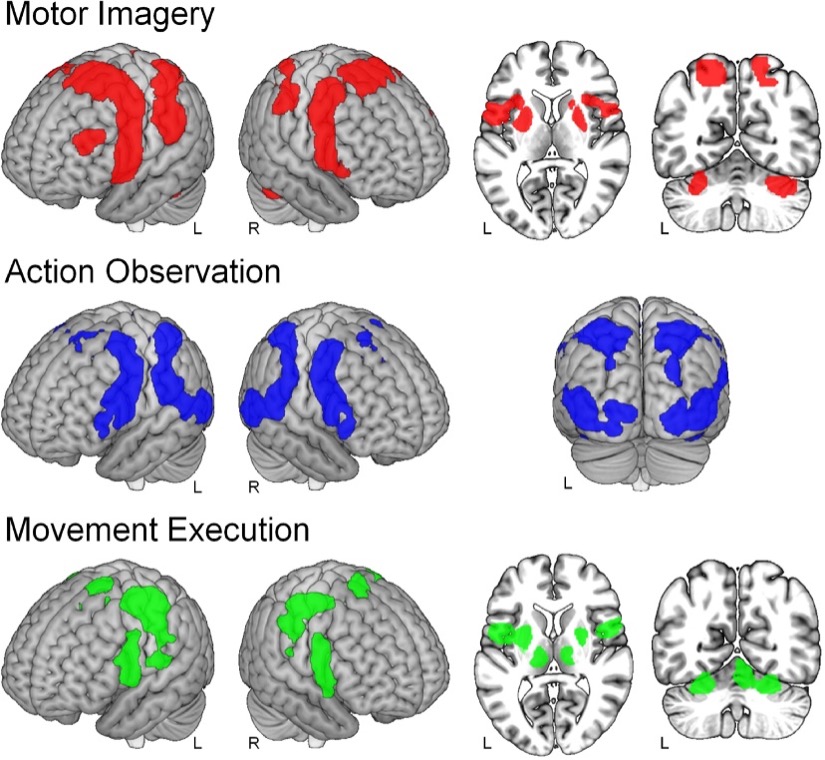 Motor Imagery
L R L L
Action Observation
L R L
Movement Execution
L R L L